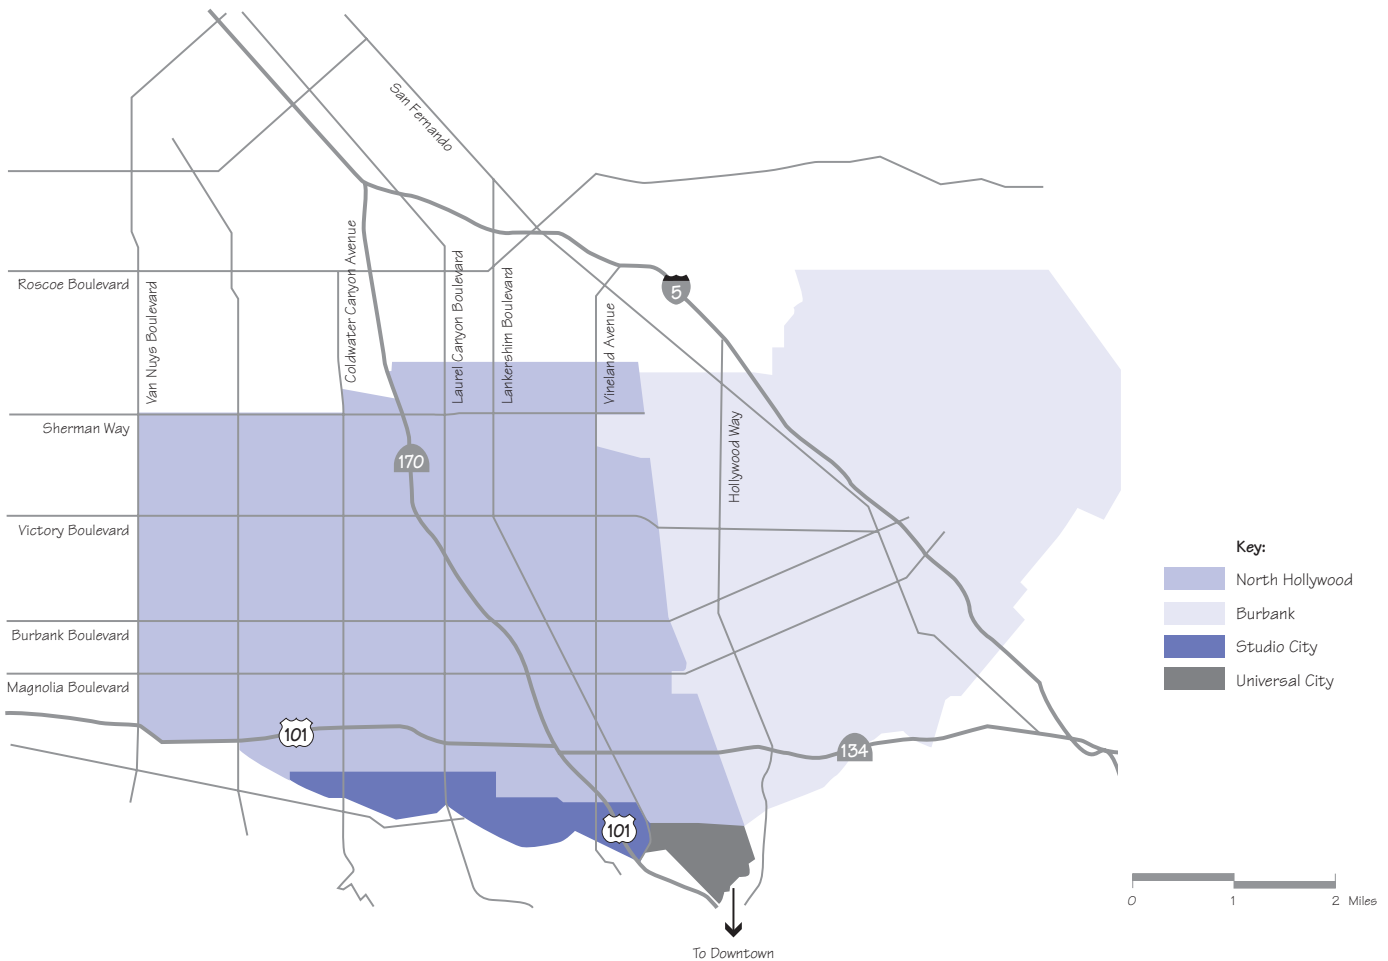 San Fernando
Roscoe Boulevard
Van Nuys Boulevard
Coldwater Canyon Avenue
Laurel Canyon Boulevard
Lankershim Boulevard
Vineland Avenue
5
Sherman Way
170
Hollywood Way
Victory Boulevard
Burbank Boulevard
Magnolia Boulevard
101
134
101
To Downtown
Key:
North Hollywood
Burbank
Studio City
Universal City
0 1 2 Miles